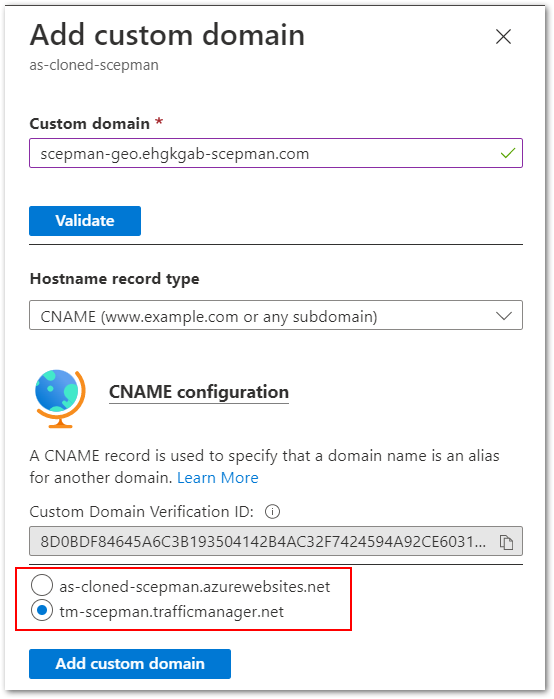 Add custom domain
as-cloned-scepman
Custom domain *
scepman-geo.ehgkgab-scepman.com
Validate
Hostname record type
CNAME (www.example.com or any subdomain)
CNAME configuration
A CNAME record is used to specify that a domain name is an alias
for another domain. Learn More
Custom Domain Verification ID:
8D0BDF84645A6C3B193504142B4AC32F7424594A92CE6031...
as-cloned-scepman.azurewebsites.net
tm-scepman.trafficmanager.net
Add custom domain